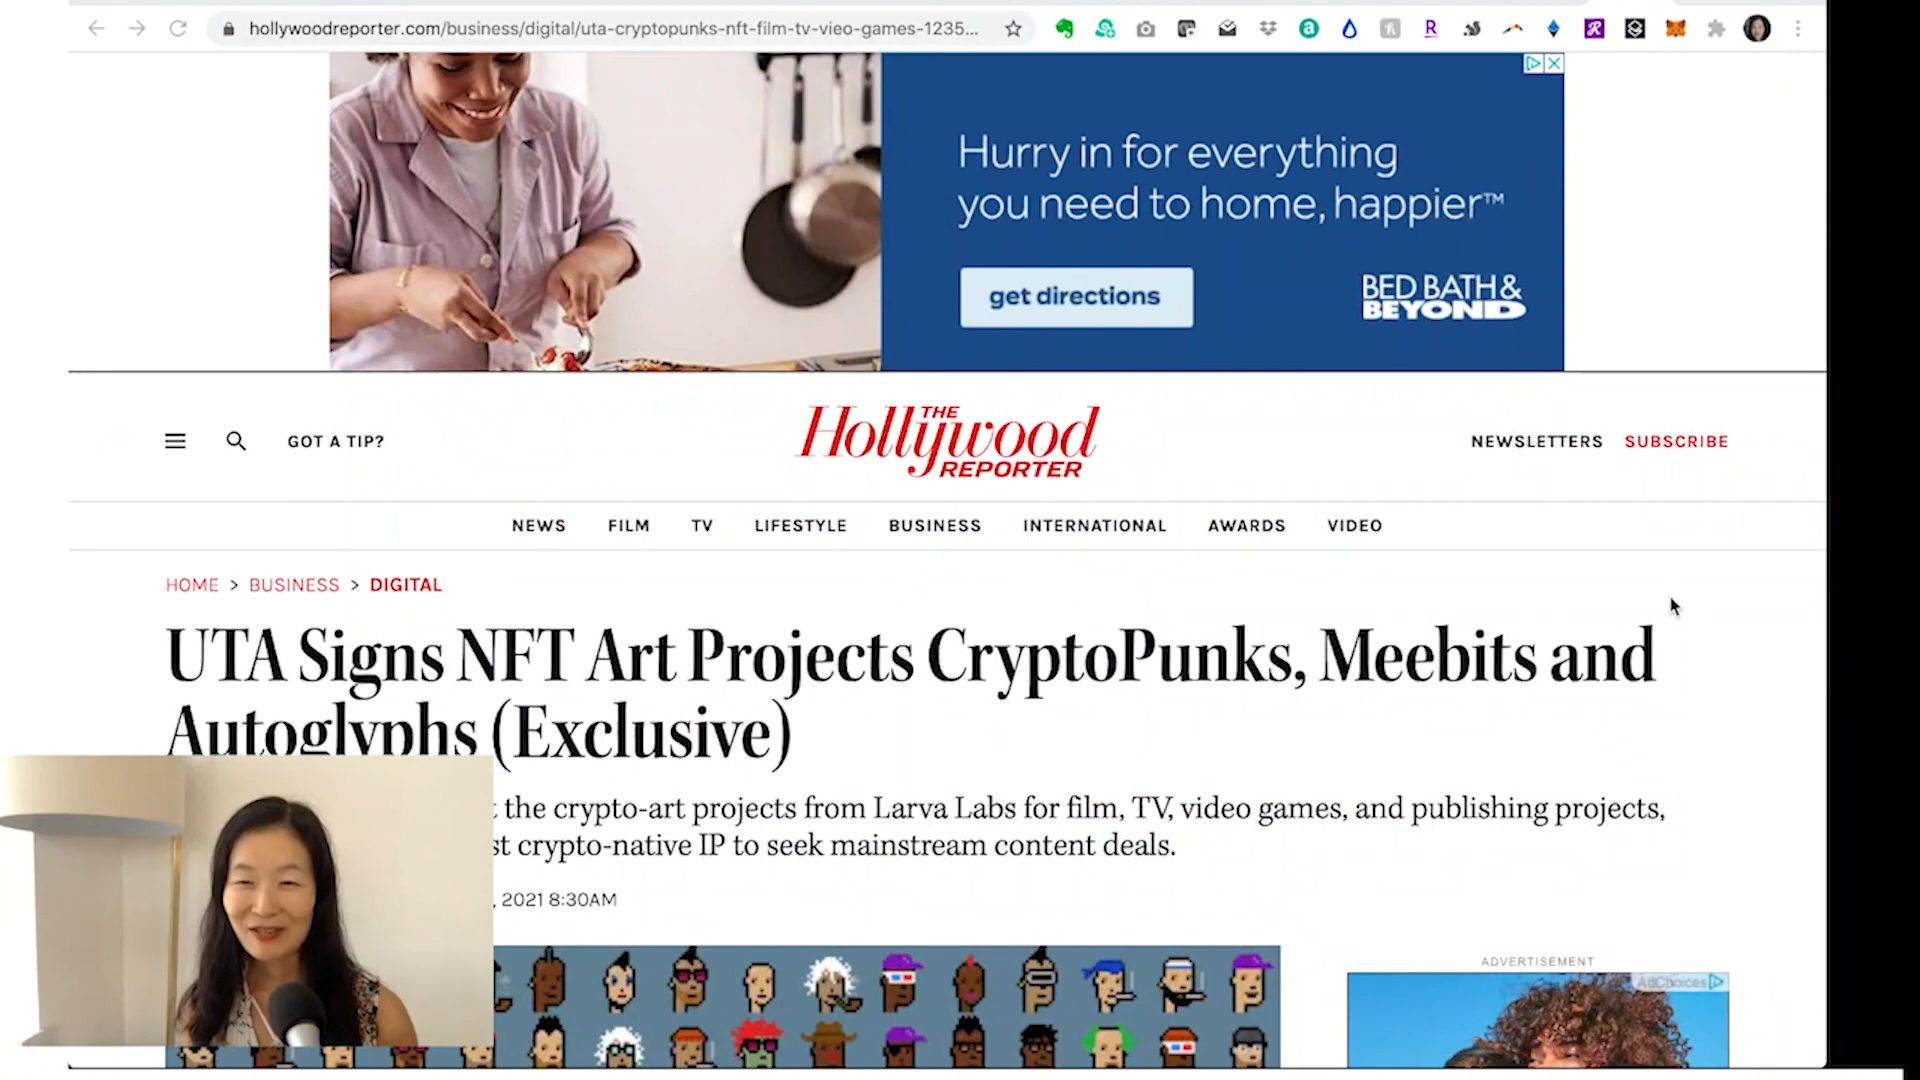 hollywoodreporter.com/business/digital/uta-cryptopunks-nft-film-tv-vieo-games-1235...
Hurry in for everything
you need to home, happier™
get directions
BED BATH &
BEYOND
GOT A TIP?
THE
Hollywood
REPORTER
NEWSLETTERS SUBSCRIBE
NEWS FILM TV LIFESTYLE BUSINESS INTERNATIONAL AWARDS VIDEO
HOME > BUSINESS > DIGITAL
UTA Signs NFT Art Projects CryptoPunks, Meebits and
Autoglyphs (Exclusive)
the crypto-art projects from Larva Labs for film, TV, video games, and publishing projects,
crypto-native IP to seek mainstream content deals.
, 2021 8:30AM
ADVERTISEMENT
AdChoices